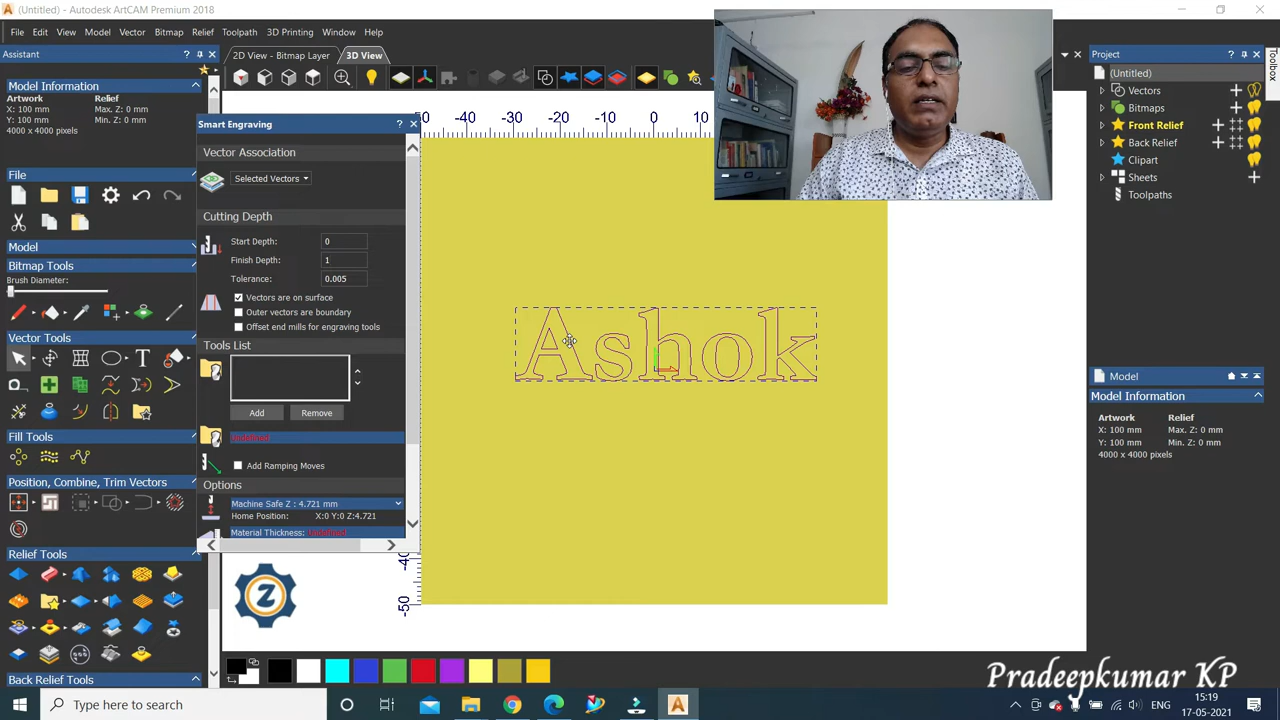 (Untitled) - Autodesk ArtCAM Premium 2018
File Edit View Model Vector Bitmap Relief Toolpath 3D Printing Window Help
Assistant
2D View - Bitmap Layer
3D View
Project
Toolbox
Model Information
Artwork Relief
X: 100 mm Max. Z: 0 mm
Y: 100 mm Min. Z: 0 mm
4000 x 4000 pixels
File
Model
Bitmap Tools
Brush Diameter:
Vector Tools
Fill Tools
Position, Combine, Trim Vectors
Relief Tools
Back Relief Tools
Smart Engraving
Vector Association
Selected Vectors
Cutting Depth
Start Depth: 0
Finish Depth: 1
Tolerance: 0.005
Vectors are on surface
Outer vectors are boundary
Offset end mills for engraving tools
Tools List
Add Remove
Undefined
Add Ramping Moves
Options
Machine Safe Z : 4.721 mm
Home Position: X:0 Y:0 Z:4.721
Material Thickness: Undefined
-30 -20 -10 0 10
-40
-50
Ashok
Z
(Untitled)
Vectors
Bitmaps
Front Relief
Back Relief
Clipart
Sheets
Toolpaths
Model
Model Information
Artwork Relief
X: 100 mm Max. Z: 0 mm
Y: 100 mm Min. Z: 0 mm
4000 x 4000 pixels
Pradeepkumar KP
Type here to search
15:19
17-05-2021